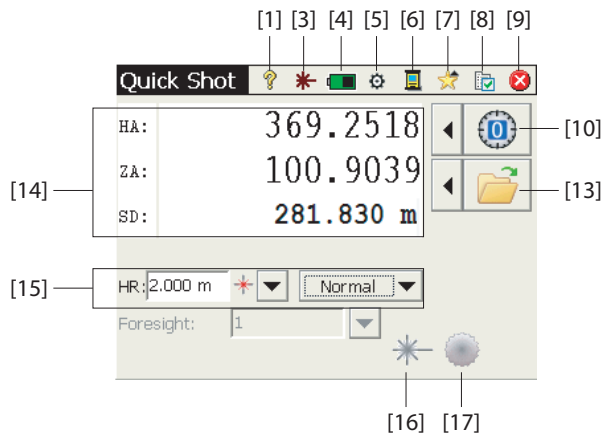 [1] [3] [4] [5] [6] [7] [8] [9]
Quick Shot
HA: 369.2518
0
[10]
ZA: 100.9039
[14]
[13]
SD: 281.830 m
[15]
HR: 2.000 m Normal
Foresight: 1
[16] [17]